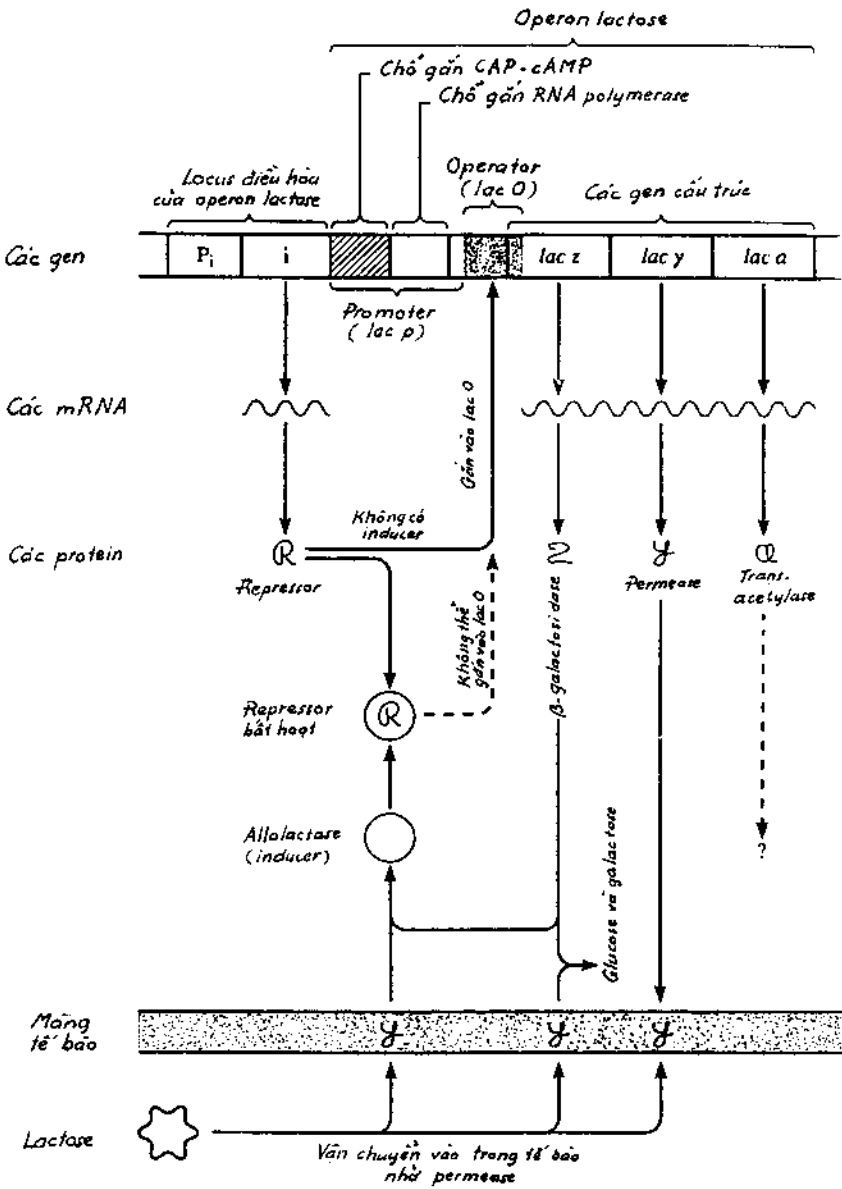 Operon lactose
Chỗ gắn CAP-cAMP
Chỗ gắn RNA polymerase
Operator
(lac O)
Locus điều hòa
của operon lactose
Các gen cấu trúc
Các gen
Pi
i
lac z
lac y
lac a
Promoter
(lac p)
Các mRNA
Gắn vào lac O
Không có
inducer
Các protein
R
Repressor
y
Permease
a
Trans-
acetylase
Không thể
gắn vào lac O
β-galactosidase
Repressor
bất hoạt
R
Allolactose
(inducer)
?
Glucose và galactose
Màng
tế bào
y
y
y
Lactose
Vận chuyển vào trong tế bào
nhờ permease